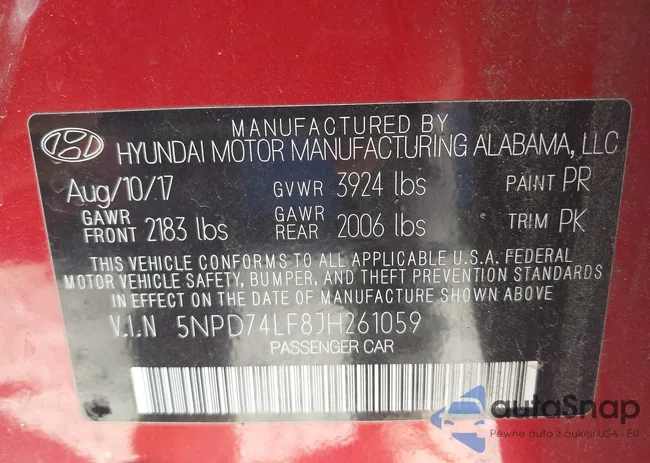 MANUFACTURED BY
HYUNDAI MOTOR MANUFACTURING ALABAMA, LLC
Aug/10/17 GVWR 3924 lbs PAINT PR
GAWR FRONT 2183 lbs GAWR REAR 2006 lbs TRIM PK
THIS VEHICLE CONFORMS TO ALL APPLICABLE U.S.A. FEDERAL
MOTOR VEHICLE SAFETY, BUMPER, AND THEFT PREVENTION STANDARDS
IN EFFECT ON THE DATE OF MANUFACTURE SHOWN ABOVE
V.I.N 5NPD74LF8JH261059
PASSENGER CAR
autoSnap
Pewne auta z aukcji USA i EU